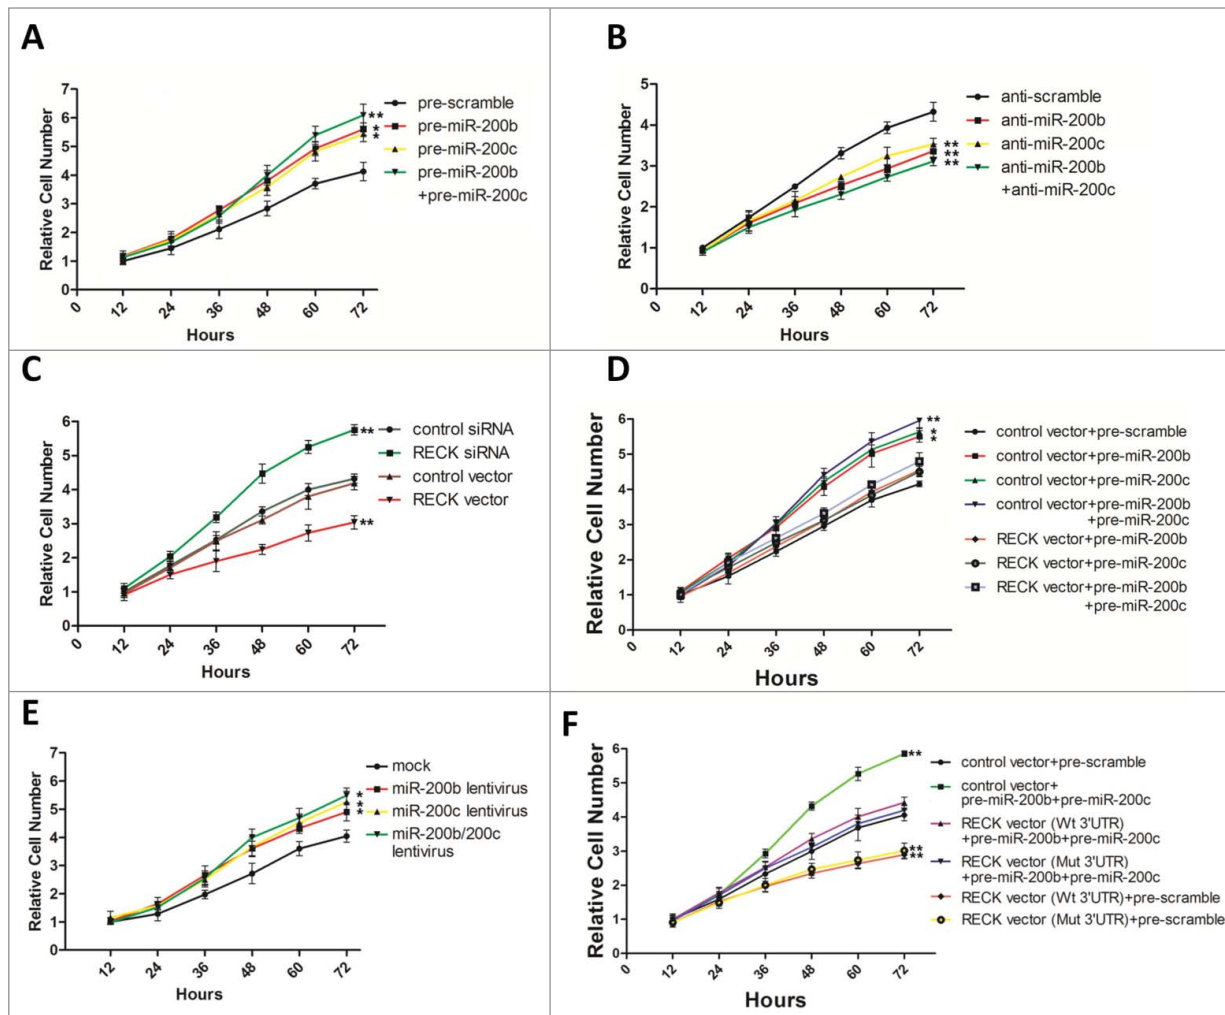 A
Relative Cell Number
7
6
5
4
3
2
1
0
0
12
24
36
48
60
72
Hours
**
*
*
pre-scramble
pre-miR-200b
pre-miR-200c
pre-miR-200b
+pre-miR-200c
B
Relative Cell Number
5
4
3
2
1
0
0
12
24
36
48
60
72
Hours
**
**
**
anti-scramble
anti-miR-200b
anti-miR-200c
anti-miR-200b
+anti-miR-200c
C
Relative Cell Number
6
5
4
3
2
1
0
0
12
24
36
48
60
72
Hours
**
**
control siRNA
RECK siRNA
control vector
RECK vector
D
Relative Cell Number
6
5
4
3
2
1
0
0
12
24
36
48
60
72
Hours
**
*
*
control vector+pre-scramble
control vector+pre-miR-200b
control vector+pre-miR-200c
control vector+pre-miR-200b
+pre-miR-200c
RECK vector+pre-miR-200b
RECK vector+pre-miR-200c
RECK vector+pre-miR-200b
+pre-miR-200c
E
Relative Cell Number
7
6
5
4
3
2
1
0
12
24
36
48
60
72
Hours
*
*
*
mock
miR-200b lentivirus
miR-200c lentivirus
miR-200b/200c
lentivirus
F
Relative Cell Number
6
5
4
3
2
1
0
0
12
24
36
48
60
72
Hours
**
**
**
control vector+pre-scramble
control vector+
pre-miR-200b+pre-miR-200c
RECK vector (Wt 3'UTR)
+pre-miR-200b+pre-miR-200c
RECK vector (Mut 3'UTR)
+pre-miR-200b+pre-miR-200c
RECK vector (Wt 3'UTR)+pre-scramble
RECK vector (Mut 3'UTR)+pre-scramble